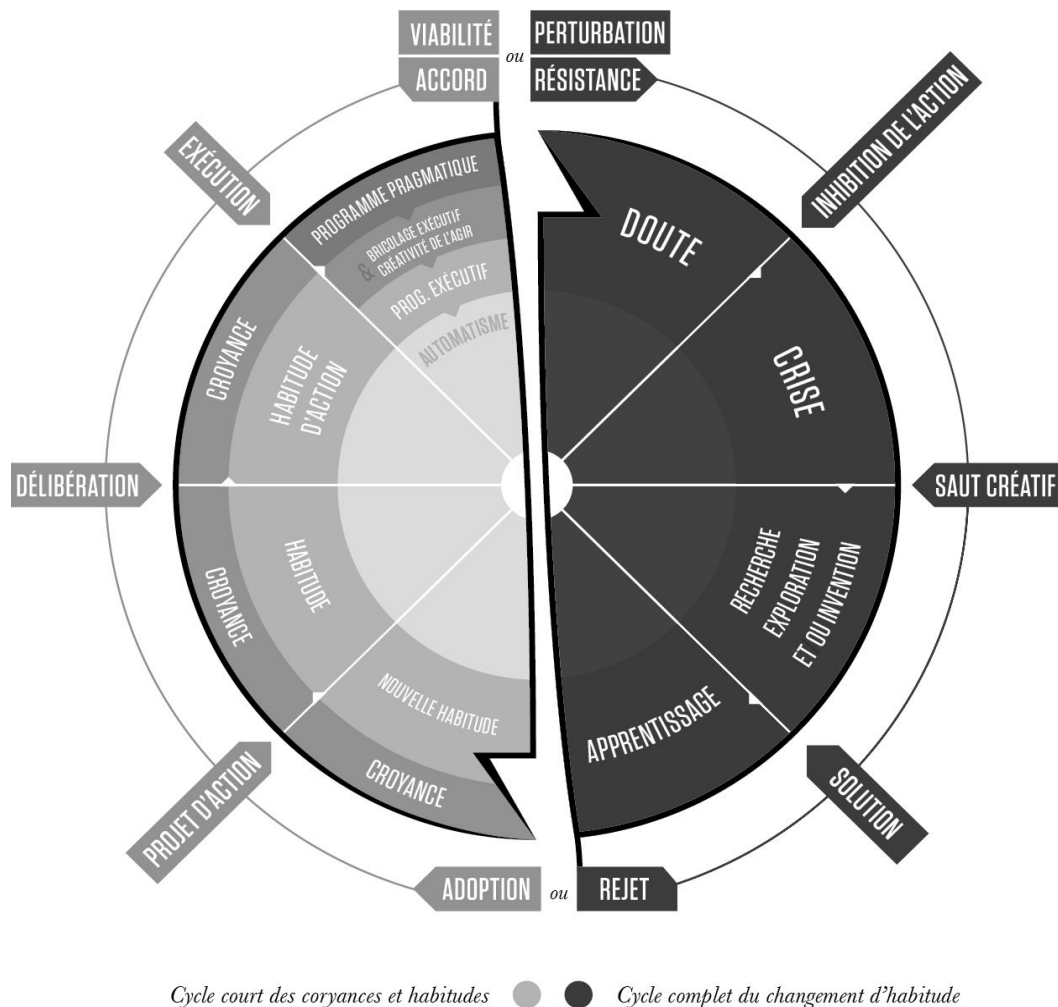 VIABILITÉ
ou
PERTURBATION
ACCORD
RÉSISTANCE
EXÉCUTION
INHIBITION DE L'ACTION
PROGRAMME PRAGMATIQUE
&
BRICOLAGE EXÉCUTIF
CRÉATIVITÉ DE L'AGIR
PROG. EXÉCUTIF
AUTOMATISME
DOUTE
CROYANCE
HABITUDE
D'ACTION
CRISE
DÉLIBÉRATION
SAUT CRÉATIF
CROYANCE
HABITUDE
RECHERCHE
EXPLORATION
ET OU INVENTION
NOUVELLE HABITUDE
CROYANCE
APPRENTISSAGE
PROJET D'ACTION
SOLUTION
ADOPTION
ou
REJET
Cycle court des coryances et habitudes
Cycle complet du changement d'habitude